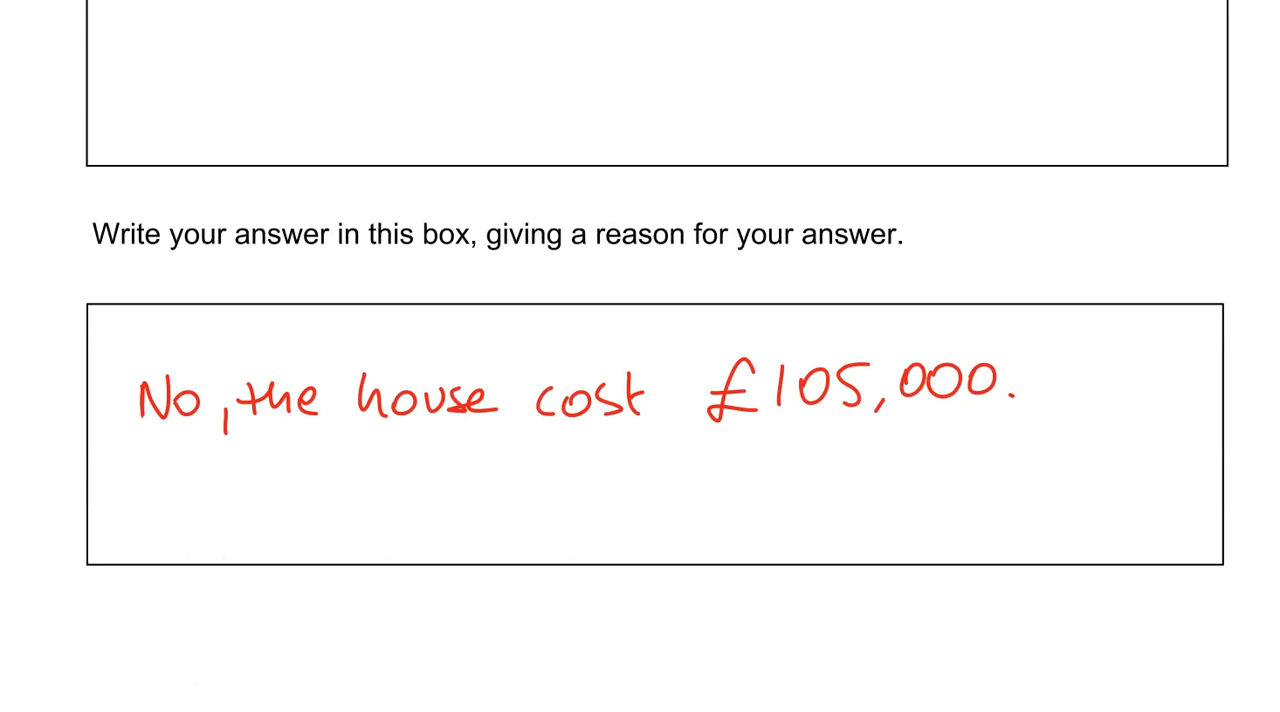 Write your answer in this box, giving a reason for your answer.
No, the house cost £105,000.